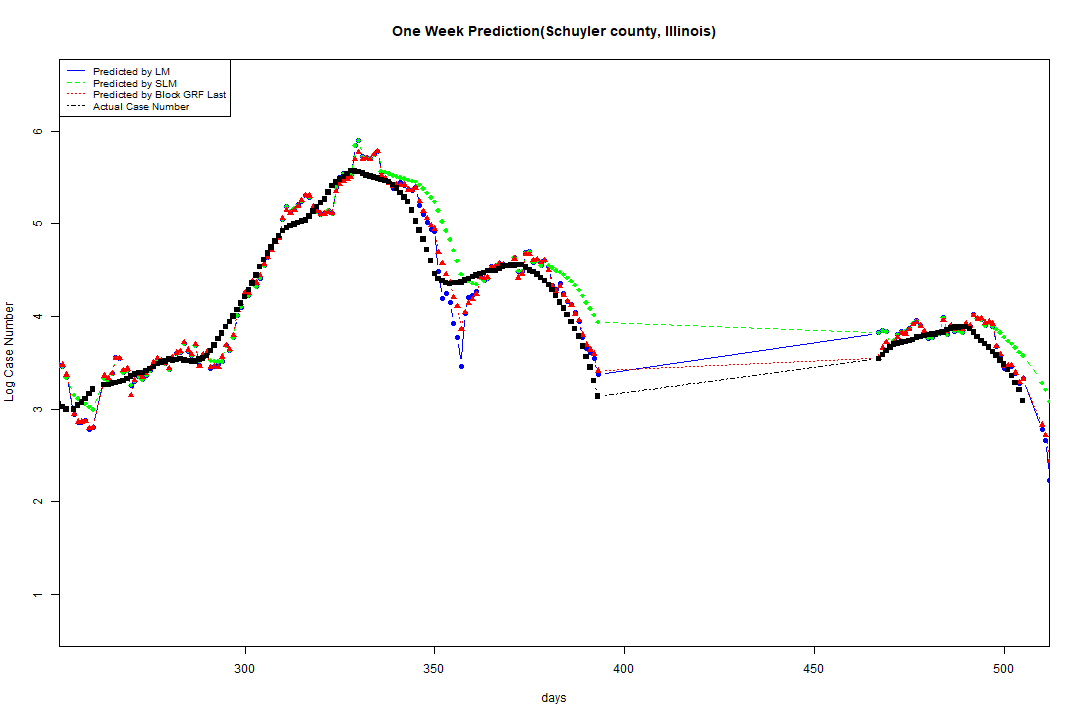 One Week Prediction(Schuyler county, Illinois)
Predicted by LM
Predicted by SLM
Predicted by Block GRF Last
Actual Case Number
6
5
4
3
2
1
Log Case Number
300
350
400
450
500
days